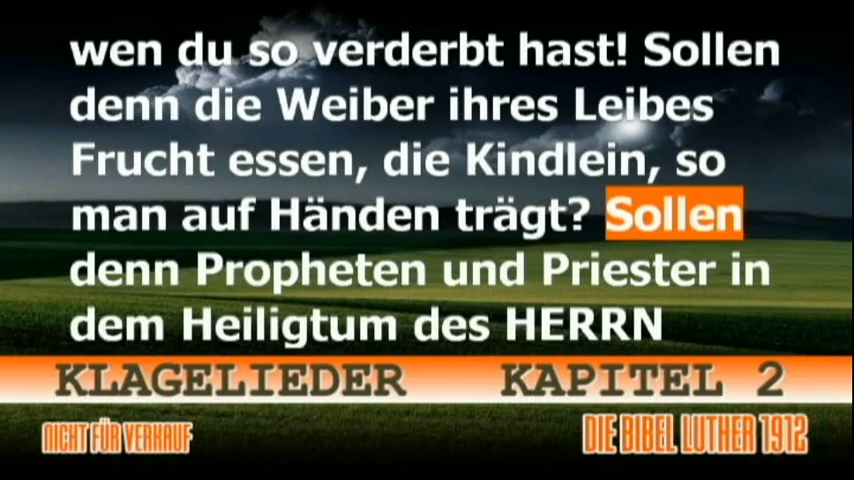 wen du so verderbt hast! Sollen
denn die Weiber ihres Leibes
Frucht essen, die Kindlein, so
man auf Händen trägt? Sollen
denn Propheten und Priester in
dem Heiligtum des HERRN
KLAGELIEDER KAPITEL 2
NICHT FÜR VERKAUF DIE BIBEL LUTHER 1912